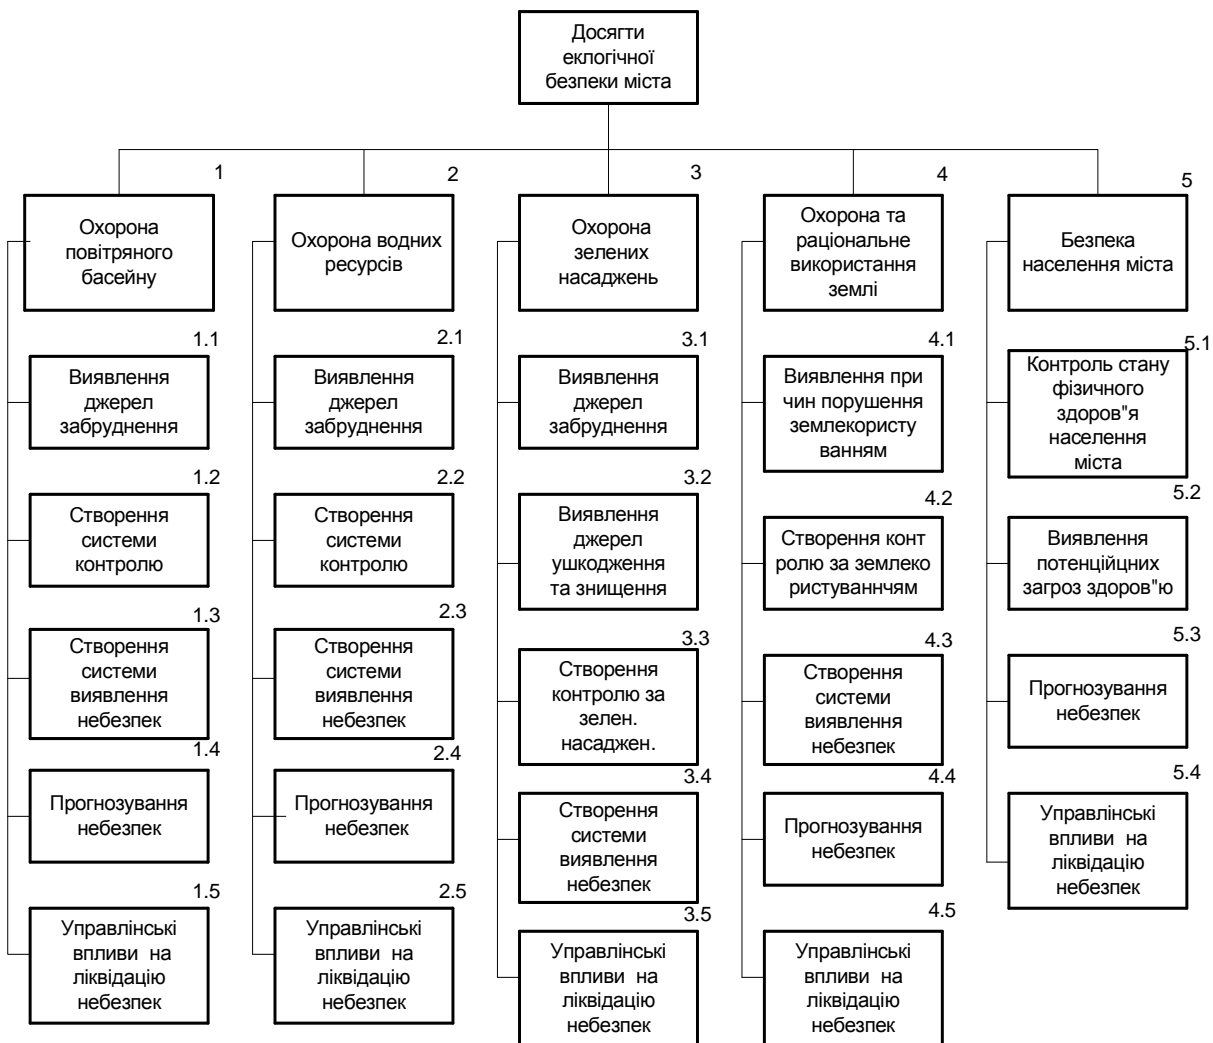 Досягти
еклогічної
безпеки міста
1
Охорона
повітряного
басейну
1.1
Виявлення
джерел
забруднення
1.2
Створення
системи
контролю
1.3
Створення
системи
виявлення
небезпек
1.4
Прогнозування
небезпек
1.5
Управлінські
впливи на
ліквідацію
небезпек
2
Охорона водних
ресурсів
2.1
Виявлення
джерел
забруднення
2.2
Створення
системи
контролю
2.3
Створення
системи
виявлення
небезпек
2.4
Прогнозування
небезпек
2.5
Управлінські
впливи на
ліквідацію
небезпек
3
Охорона
зелених
насаджень
3.1
Виявлення
джерел
забруднення
3.2
Виявлення
джерел
ушкодження
та знищення
3.3
Створення
контролю за
зелен.
насаджен.
3.4
Створення
системи
виявлення
небезпек
3.5
Управлінські
впливи на
ліквідацію
небезпек
4
Охорона та
раціональне
використання
землі
4.1
Виявлення при
чин порушення
землекористу
ванням
4.2
Створення конт
ролю за землеко
ристуваннчям
4.3
Створення
системи
виявлення
небезпек
4.4
Прогнозування
небезпек
4.5
Управлінські
впливи на
ліквідацію
небезпек
5
Безпека
населення міста
5.1
Контроль стану
фізичного
здоров"я
населення
міста
5.2
Виявлення
потенційцних
загроз здоров"ю
5.3
Прогнозування
небезпек
5.4
Управлінські
впливи на
ліквідацію
небезпек